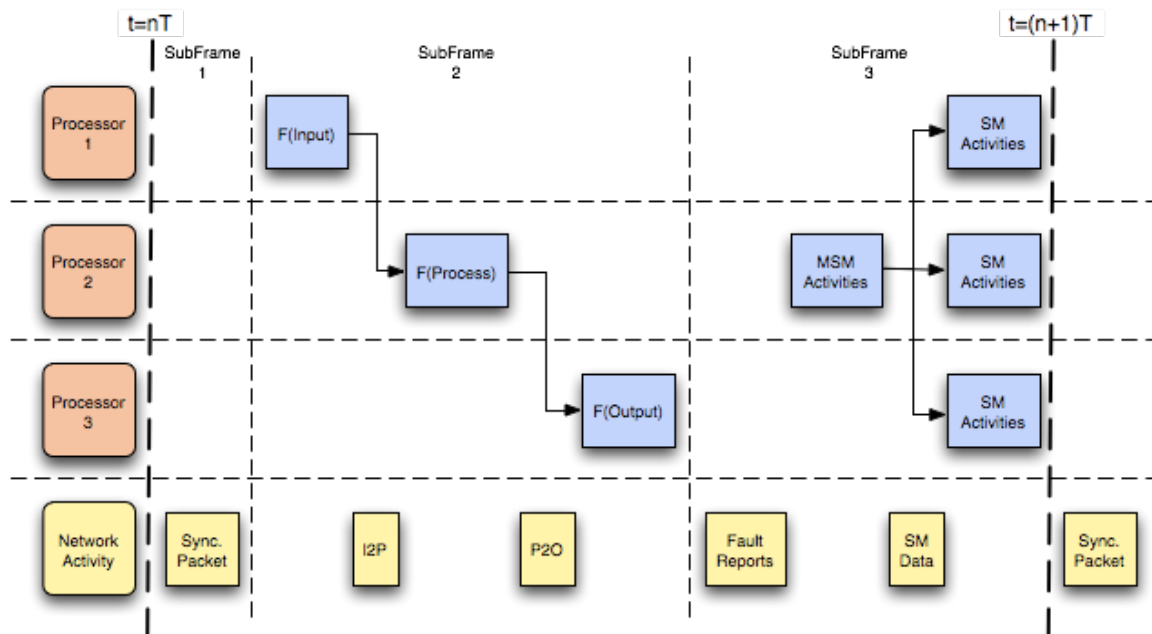 t=nT
t=(n+1)T
SubFrame
1
SubFrame
2
SubFrame
3
Processor
1
F(Input)
SM
Activities
Processor
2
F(Process)
MSM
Activities
SM
Activities
Processor
3
F(Output)
SM
Activities
Network
Activity
Sync.
Packet
I2P
P2O
Fault
Reports
SM
Data
Sync.
Packet